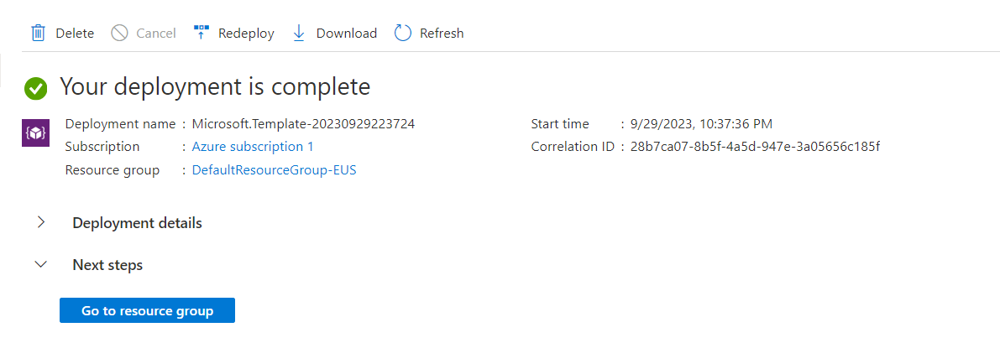 Delete Cancel Redeploy Download Refresh
Your deployment is complete
Deployment name : Microsoft.Template-20230929223724 Start time : 9/29/2023, 10:37:36 PM
Subscription : Azure subscription 1 Correlation ID : 28b7ca07-8b5f-4a5d-947e-3a05656c185f
Resource group : DefaultResourceGroup-EUS
Deployment details
Next steps
Go to resource group